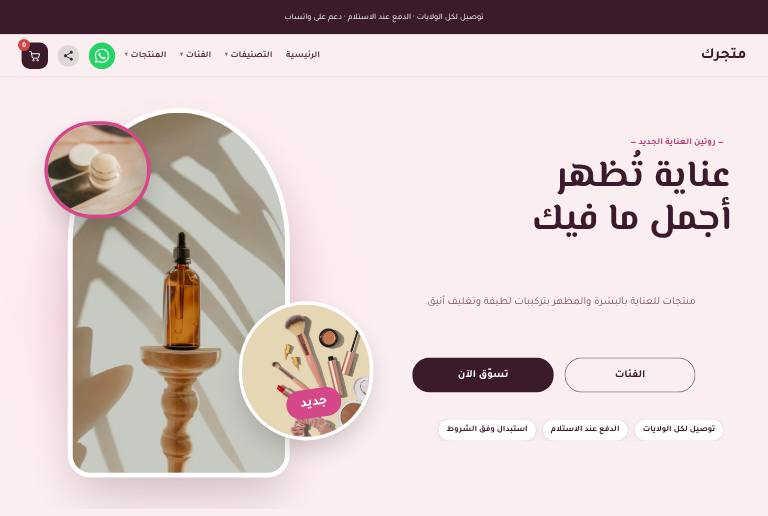 توصيل لكل الولايات · الدفع عند الاستلام · دعم على واتساب
متجرك
الرئيسية
التصنيفات
الفئات
المنتجات
0
— روتين العناية الجديد —
عناية تُظهر
أجمل ما فيك
منتجات للعناية بالبشرة والمظهر بتركيبات لطيفة وتغليف أنيق.
الفئات
تسوّق الآن
توصيل لكل الولايات
الدفع عند الاستلام
استبدال وفق الشروط
جديد